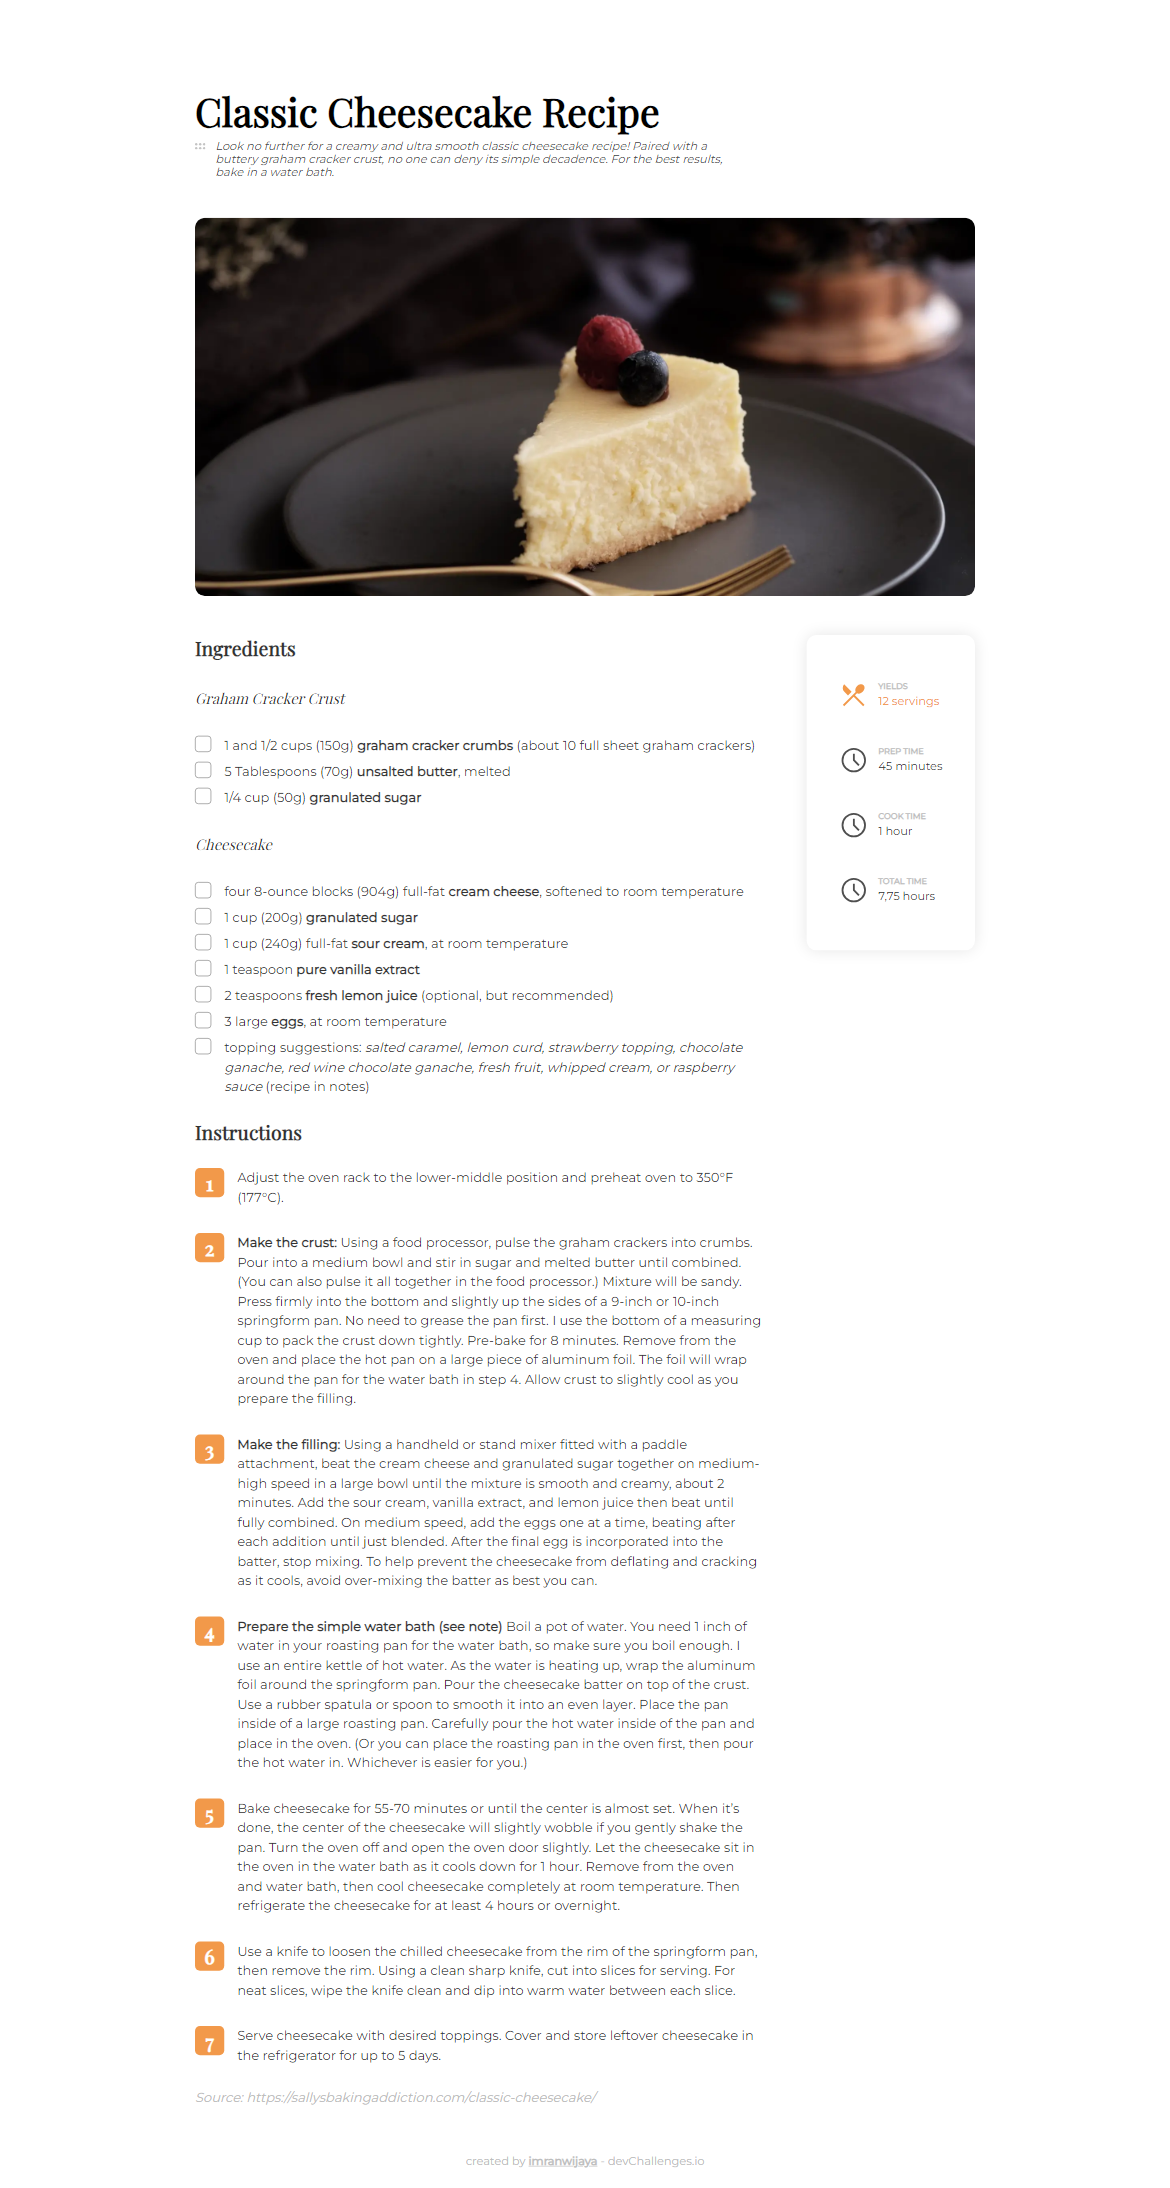 Classic Cheesecake Recipe
Look no further for a creamy and ultra smooth classic cheesecake recipe! Paired with a
buttery graham cracker crust, no one can deny its simple decadence. For the best results,
bake in a water bath.
Ingredients
Graham Cracker Crust
1 and 1/2 cups (150g) graham cracker crumbs (about 10 full sheet graham crackers)
5 Tablespoons (70g) unsalted butter, melted
1/4 cup (50g) granulated sugar
Cheesecake
four 8-ounce blocks (904g) full-fat cream cheese, softened to room temperature
1 cup (200g) granulated sugar
1 cup (240g) full-fat sour cream, at room temperature
1 teaspoon pure vanilla extract
2 teaspoons fresh lemon juice (optional, but recommended)
3 large eggs, at room temperature
topping suggestions: salted caramel, lemon curd, strawberry topping, chocolate
ganache, red wine chocolate ganache, fresh fruit, whipped cream, or raspberry
sauce (recipe in notes)
YIELDS
12 servings
PREP TIME
45 minutes
COOK TIME
1 hour
TOTAL TIME
7,75 hours
Instructions
1 Adjust the oven rack to the lower-middle position and preheat oven to 350°F
(177°C).
2 Make the crust: Using a food processor, pulse the graham crackers into crumbs.
Pour into a medium bowl and stir in sugar and melted butter until combined.
(You can also pulse it all together in the food processor.) Mixture will be sandy.
Press firmly into the bottom and slightly up the sides of a 9-inch or 10-inch
springform pan. No need to grease the pan first. I use the bottom of a measuring
cup to pack the crust down tightly. Pre-bake for 8 minutes. Remove from the
oven and place the hot pan on a large piece of aluminum foil. The foil will wrap
around the pan for the water bath in step 4. Allow crust to slightly cool as you
prepare the filling.
3 Make the filling: Using a handheld or stand mixer fitted with a paddle
attachment, beat the cream cheese and granulated sugar together on medium-
high speed in a large bowl until the mixture is smooth and creamy, about 2
minutes. Add the sour cream, vanilla extract, and lemon juice then beat until
fully combined. On medium speed, add the eggs one at a time, beating after
each addition until just blended. After the final egg is incorporated into the
batter, stop mixing. To help prevent the cheesecake from deflating and cracking
as it cools, avoid over-mixing the batter as best you can.
4 Prepare the simple water bath (see note) Boil a pot of water. You need 1 inch of
water in your roasting pan for the water bath, so make sure you boil enough. I
use an entire kettle of hot water. As the water is heating up, wrap the aluminum
foil around the springform pan. Pour the cheesecake batter on top of the crust.
Use a rubber spatula or spoon to smooth it into an even layer. Place the pan
inside of a large roasting pan. Carefully pour the hot water inside of the pan and
place in the oven. (Or you can place the roasting pan in the oven first, then pour
the hot water in. Whichever is easier for you.)
5 Bake cheesecake for 55-70 minutes or until the center is almost set. When it’s
done, the center of the cheesecake will slightly wobble if you gently shake the
pan. Turn the oven off and open the oven door slightly. Let the cheesecake sit in
the oven in the water bath as it cools down for 1 hour. Remove from the oven
and water bath, then cool cheesecake completely at room temperature. Then
refrigerate the cheesecake for at least 4 hours or overnight.
6 Use a knife to loosen the chilled cheesecake from the rim of the springform pan,
then remove the rim. Using a clean sharp knife, cut into slices for serving. For
neat slices, wipe the knife clean and dip into warm water between each slice.
7 Serve cheesecake with desired toppings. Cover and store leftover cheesecake in
the refrigerator for up to 5 days.
Source: https://sallysbakingaddiction.com/classic-cheesecake/
created by imranwijaya - devChallenges.io